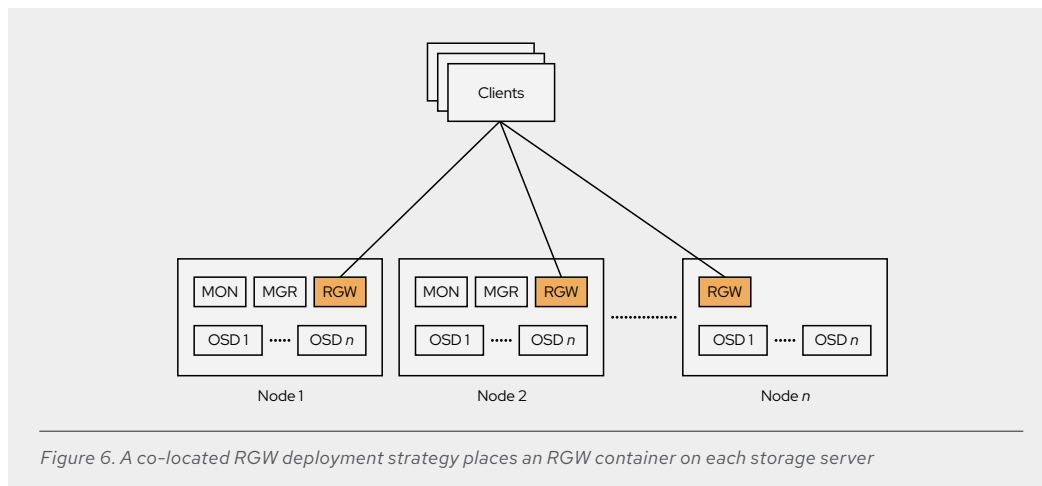 Clients
MON MGR RGW
OSD 1 OSD n
Node 1
MON MGR RGW
OSD 1 OSD n
Node 2
RGW
OSD 1 OSD n
Node n
Figure 6. A co-located RGW deployment strategy places an RGW container on each storage server